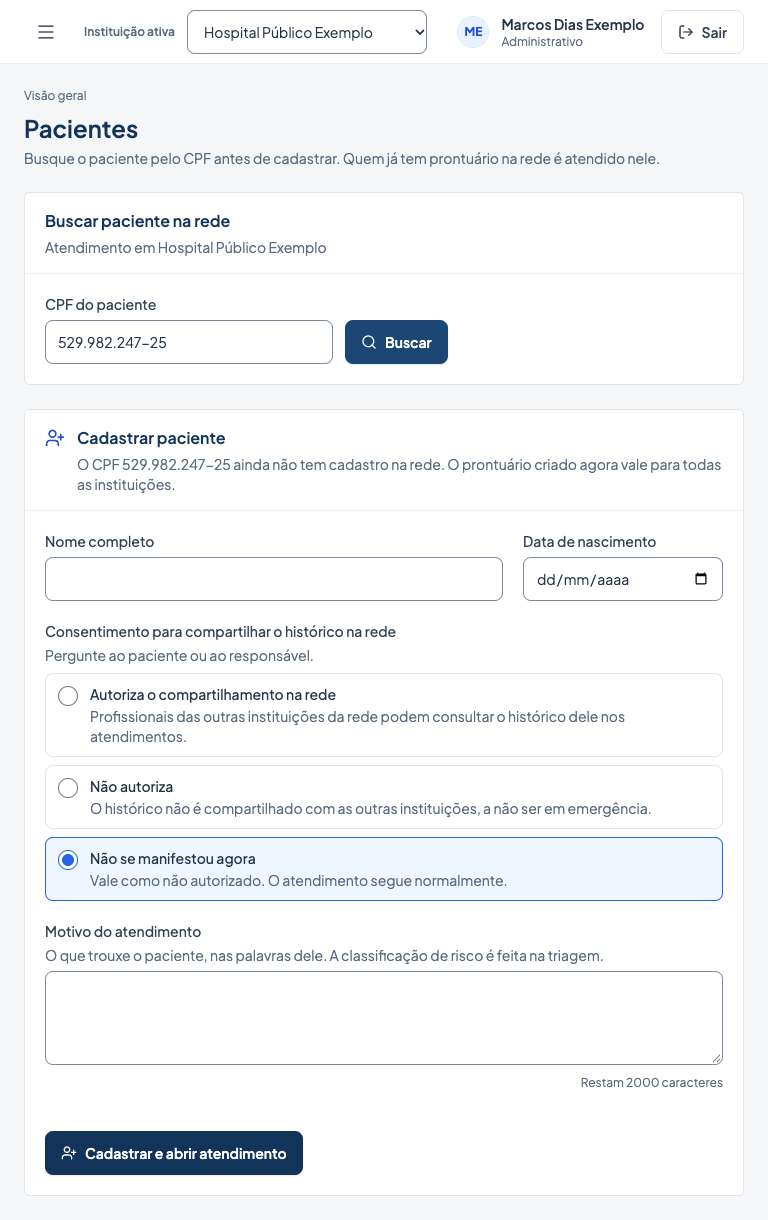 Instituição ativa
Hospital Público Exemplo
ME
Marcos Dias Exemplo
Administrativo
Sair
Visão geral
Pacientes
Busque o paciente pelo CPF antes de cadastrar. Quem já tem prontuário na rede é atendido nele.
Buscar paciente na rede
Atendimento em Hospital Público Exemplo
CPF do paciente
529.982.247-25
Buscar
Cadastrar paciente
O CPF 529.982.247-25 ainda não tem cadastro na rede. O prontuário criado agora vale para todas
as instituições.
Nome completo
Data de nascimento
dd/mm/aaaa
Consentimento para compartilhar o histórico na rede
Pergunte ao paciente ou ao responsável.
Autoriza o compartilhamento na rede
Profissionais das outras instituições da rede podem consultar o histórico dele nos
atendimentos.
Não autoriza
O histórico não é compartilhado com as outras instituições, a não ser em emergência.
Não se manifestou agora
Vale como não autorizado. O atendimento segue normalmente.
Motivo do atendimento
O que trouxe o paciente, nas palavras dele. A classificação de risco é feita na triagem.
Restam 2000 caracteres
Cadastrar e abrir atendimento